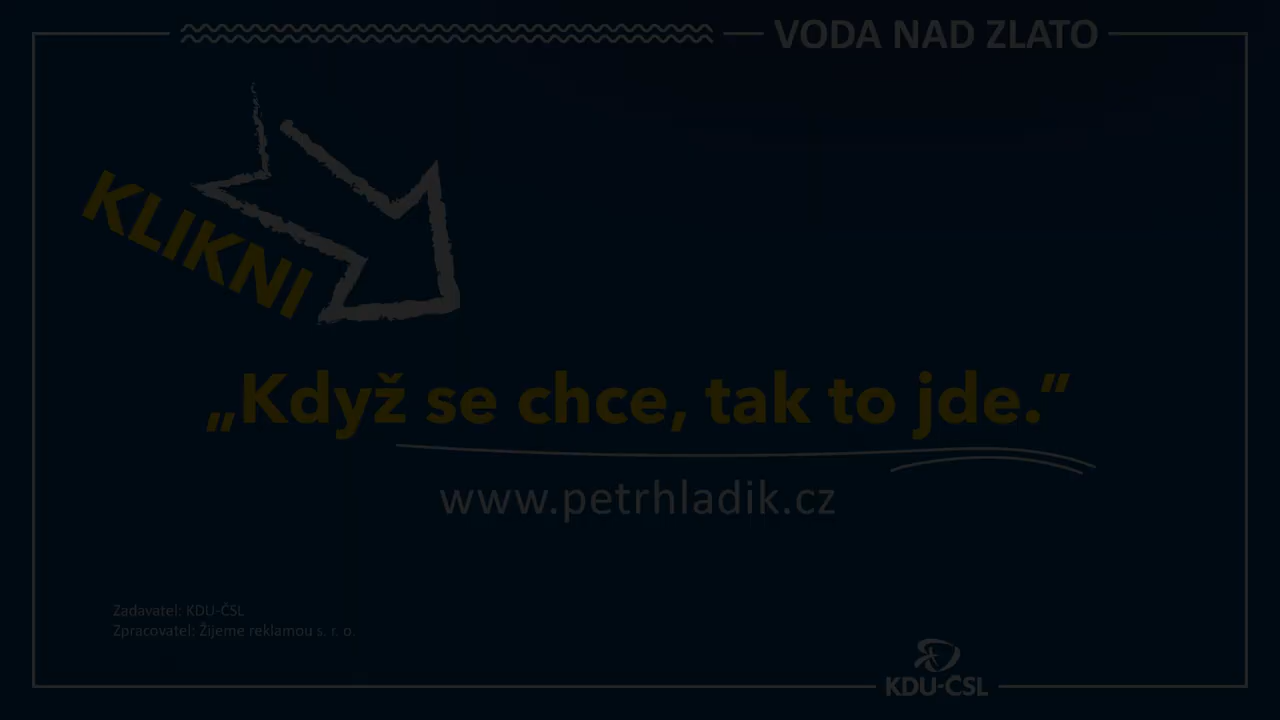 VODA NAD ZLATO
KLIKNI
„Když se chce, tak to jde.”
www.petrhladik.cz
Zadavatel: KDU-ČSL
Zpracovatel: Žijeme reklamou s. r. o.
KDU-ČSL